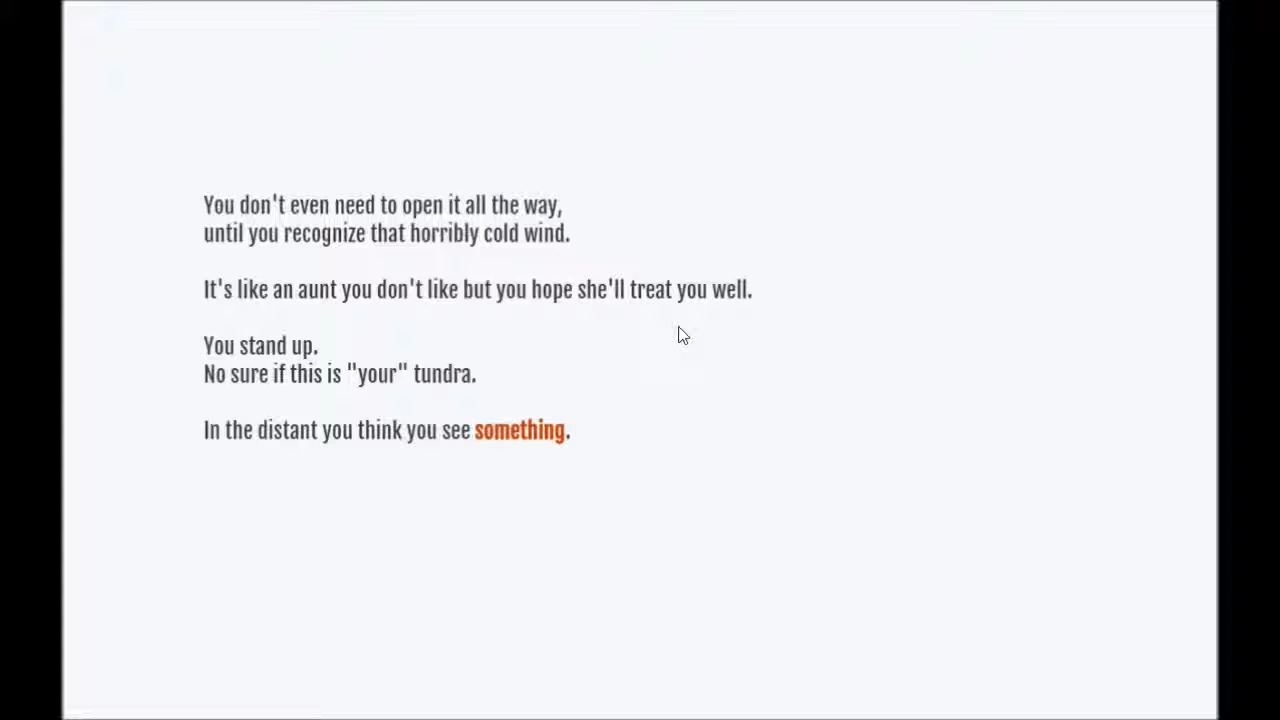 You don't even need to open it all the way,
until you recognize that horribly cold wind.
It's like an aunt you don't like but you hope she'll treat you well.
You stand up.
No sure if this is "your" tundra.
In the distant you think you see something.